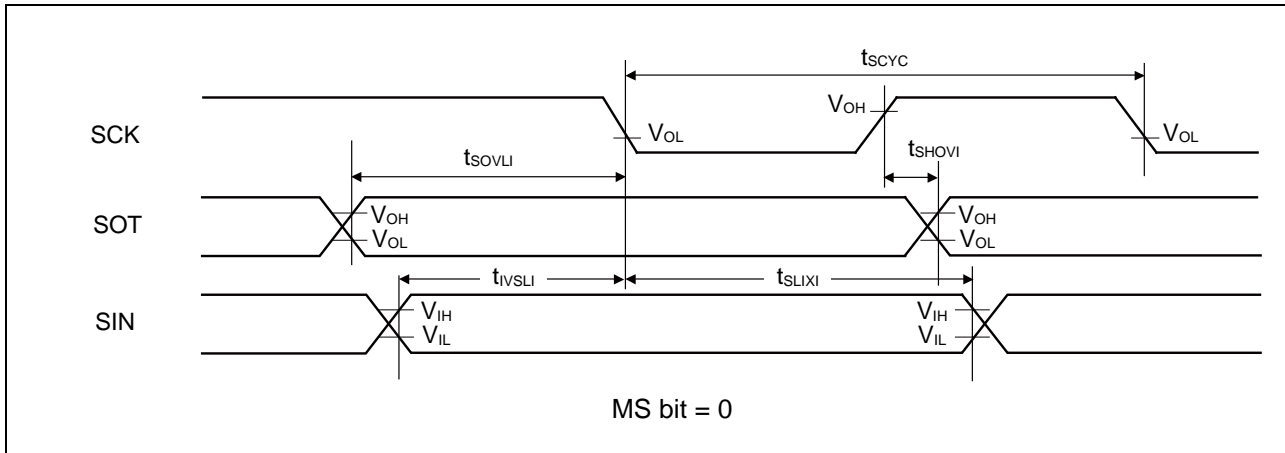 tSCYC
SCK
VOH
VOL
VOL
tSOVLI
tSHOVI
SOT
VOH
VOL
VOH
VOL
tIVSLI
tSLIXI
SIN
VIH
VIL
VIH
VIL
MS bit = 0